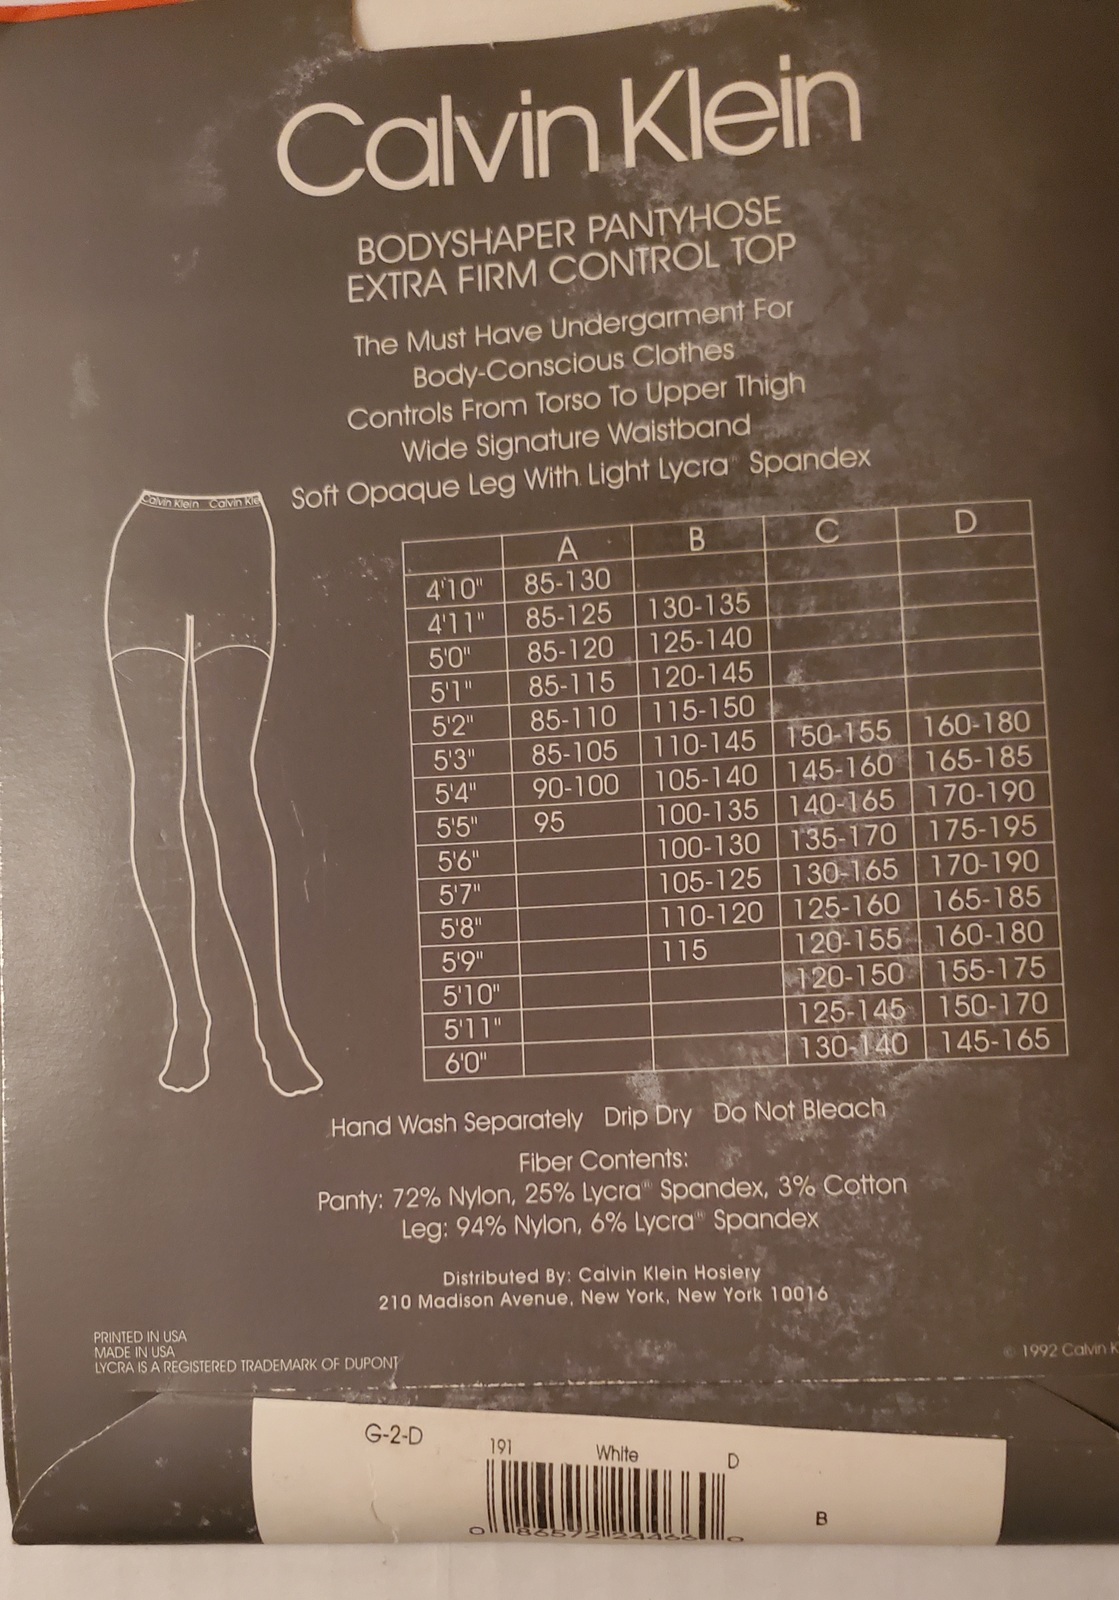 Calvin Klein
BODYSHAPER PANTYHOSE
EXTRA FIRM CONTROL TOP
The Must Have Undergarment For
Body-Conscious Clothes
Controls From Torso To Upper Thigh
Wide Signature Waistband
Soft Opaque Leg With Light Lycra® Spandex
Calvin Klein Calvin Kle
A B C D
4'10" 85-130
4'11" 85-125 130-135
5'0" 85-120 125-140
5'1" 85-115 120-145
5'2" 85-110 115-150
5'3" 85-105 110-145 150-155 160-180
5'4" 90-100 105-140 145-160 165-185
5'5" 95 100-135 140-165 170-190
5'6" 100-130 135-170 175-195
5'7" 105-125 130-165 170-190
5'8" 110-120 125-160 165-185
5'9" 115 120-155 160-180
5'10" 120-150 155-175
5'11" 125-145 150-170
6'0" 130-140 145-165
Hand Wash Separately Drip Dry Do Not Bleach
Fiber Contents:
Panty: 72% Nylon, 25% Lycra® Spandex, 3% Cotton
Leg: 94% Nylon, 6% Lycra® Spandex
Distributed By: Calvin Klein Hosiery
210 Madison Avenue, New York, New York 10016
PRINTED IN USA
MADE IN USA
LYCRA IS A REGISTERED TRADEMARK OF DUPONT
© 1992 Calvin K
G-2-D
191 White D
B
0 86572 24466 0